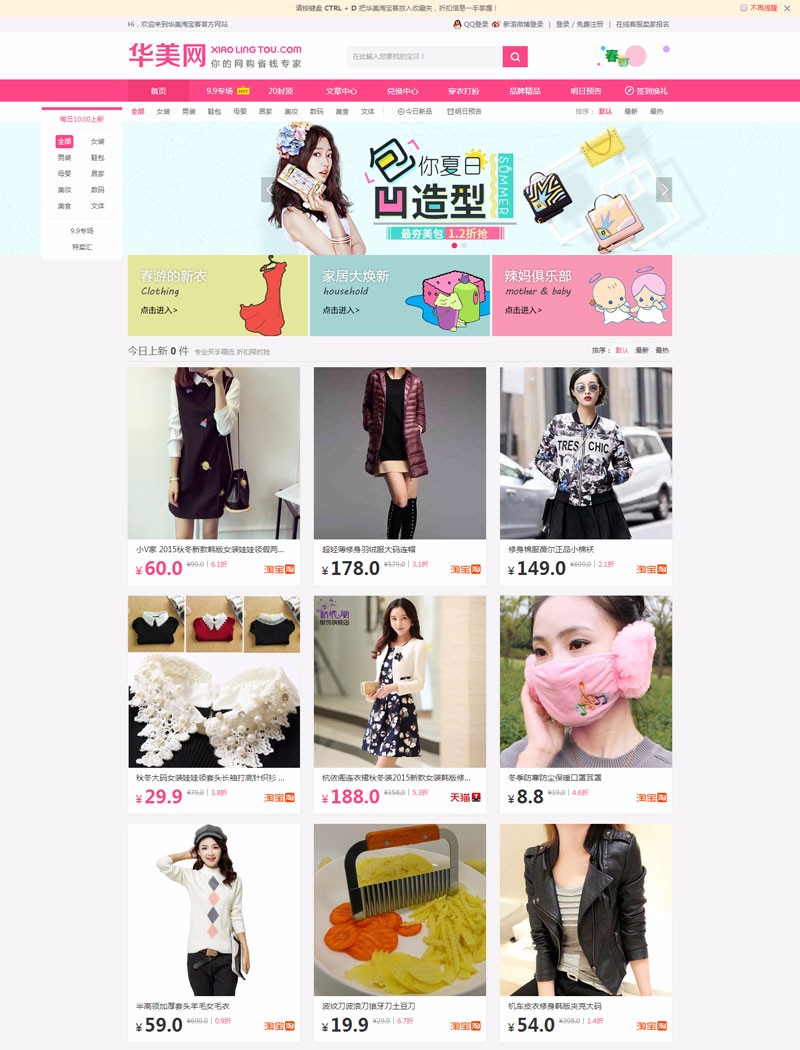 请按键盘 CTRL + D 把华美淘宝客放入收藏夹，折扣信息一手掌握！
不再提醒
Hi，欢迎来到华美淘宝客官方网站
QQ登录 新浪微博登录 | 登录 / 免费注册 | 在线客服卖家报名
华美网 XIAO LING TOU.COM
你的网购省钱专家
在此输入您要找的宝贝！
春
首页 9.9专场 20封顶 文章中心 兑换中心 穿衣打扮 品牌精品 明日预告 签到换礼
每日10:00上新
全部 女装 男装 鞋包 母婴 居家 美妆 数码 美食 文体 今日新品 明日预告
排序： 默认 最新 最热
全部 女装
男装 鞋包
母婴 居家
美妆 数码
美食 文体
9.9专场
特卖汇
你夏日
凹造型
SUMMER
最夯美包 1.2折抢
春游的新衣
Clothing
点击进入>
家居大焕新
household
点击进入>
辣妈俱乐部
mother & baby
点击进入>
今日上新 0 件 专业买手精选 折扣限时抢
排序： 默认 最新 最热
TRES CHIC
小V家 2015秋冬新款韩版女装娃娃领假两...
¥ 60.0 ¥99.0 | 6.1折 淘宝 淘
超轻薄修身羽绒服大码连帽
¥ 178.0 ¥579.0 | 3.1折 淘宝 淘
修身棉服薇尔正品小棉袄
¥ 149.0 ¥699.0 | 2.1折 淘宝 淘
秋冬大码女装娃娃领套头长袖打底针织衫 ...
¥ 29.9 ¥79.0 | 3.8折 淘宝 淘
杭依阁连衣裙秋冬装2015新款女装韩版修...
¥ 188.0 ¥358.0 | 5.3折 天猫
冬季防寒防尘保暖口罩耳罩
¥ 8.8 ¥19.0 | 4.6折 淘宝 淘
半高领加厚套头羊毛女毛衣
¥ 59.0 ¥690.0 | 0.9折 淘宝 淘
波纹刀波浪刀狼牙刀土豆刀
¥ 19.9 ¥29.9 | 6.7折 淘宝 淘
机车皮衣修身韩版夹克大码
¥ 54.0 ¥398.0 | 1.4折 淘宝 淘